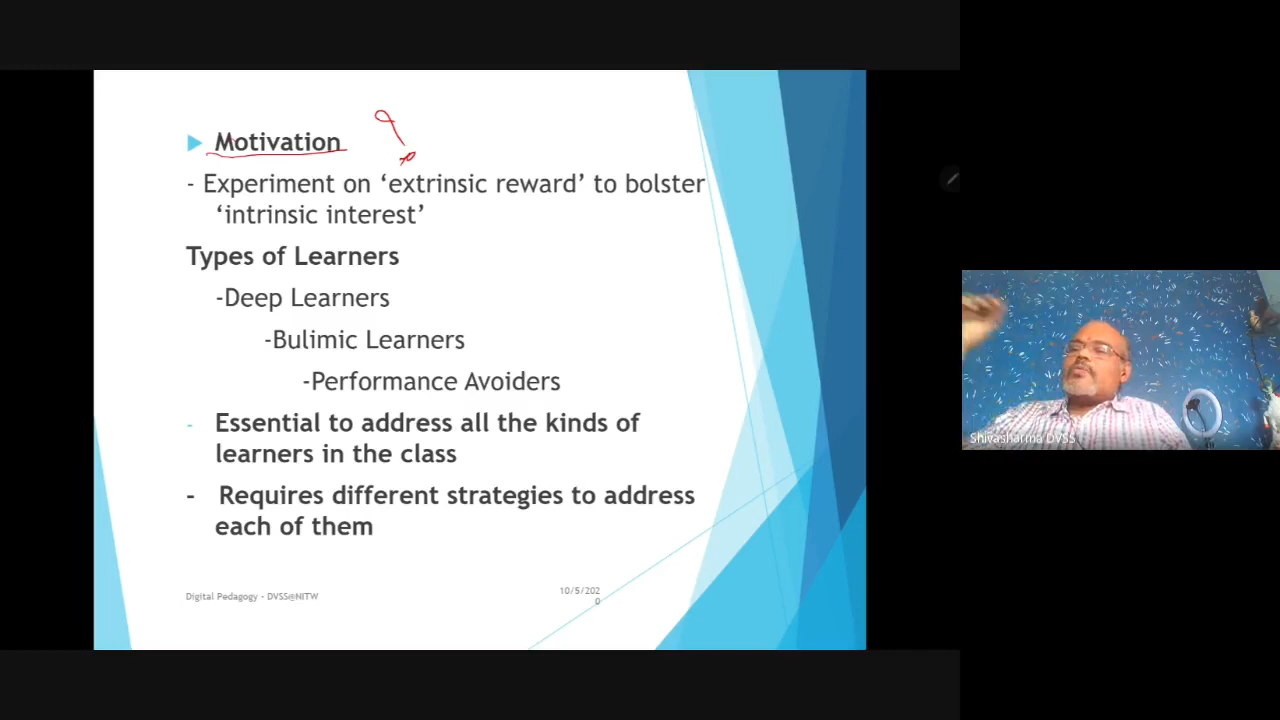 Motivation
- Experiment on ‘extrinsic reward’ to bolster
‘intrinsic interest’
Types of Learners
-Deep Learners
-Bulimic Learners
-Performance Avoiders
- Essential to address all the kinds of
learners in the class
- Requires different strategies to address
each of them
Digital Pedagogy - DVSS@NITW
10/5/202
0
Shivasharma DVSS